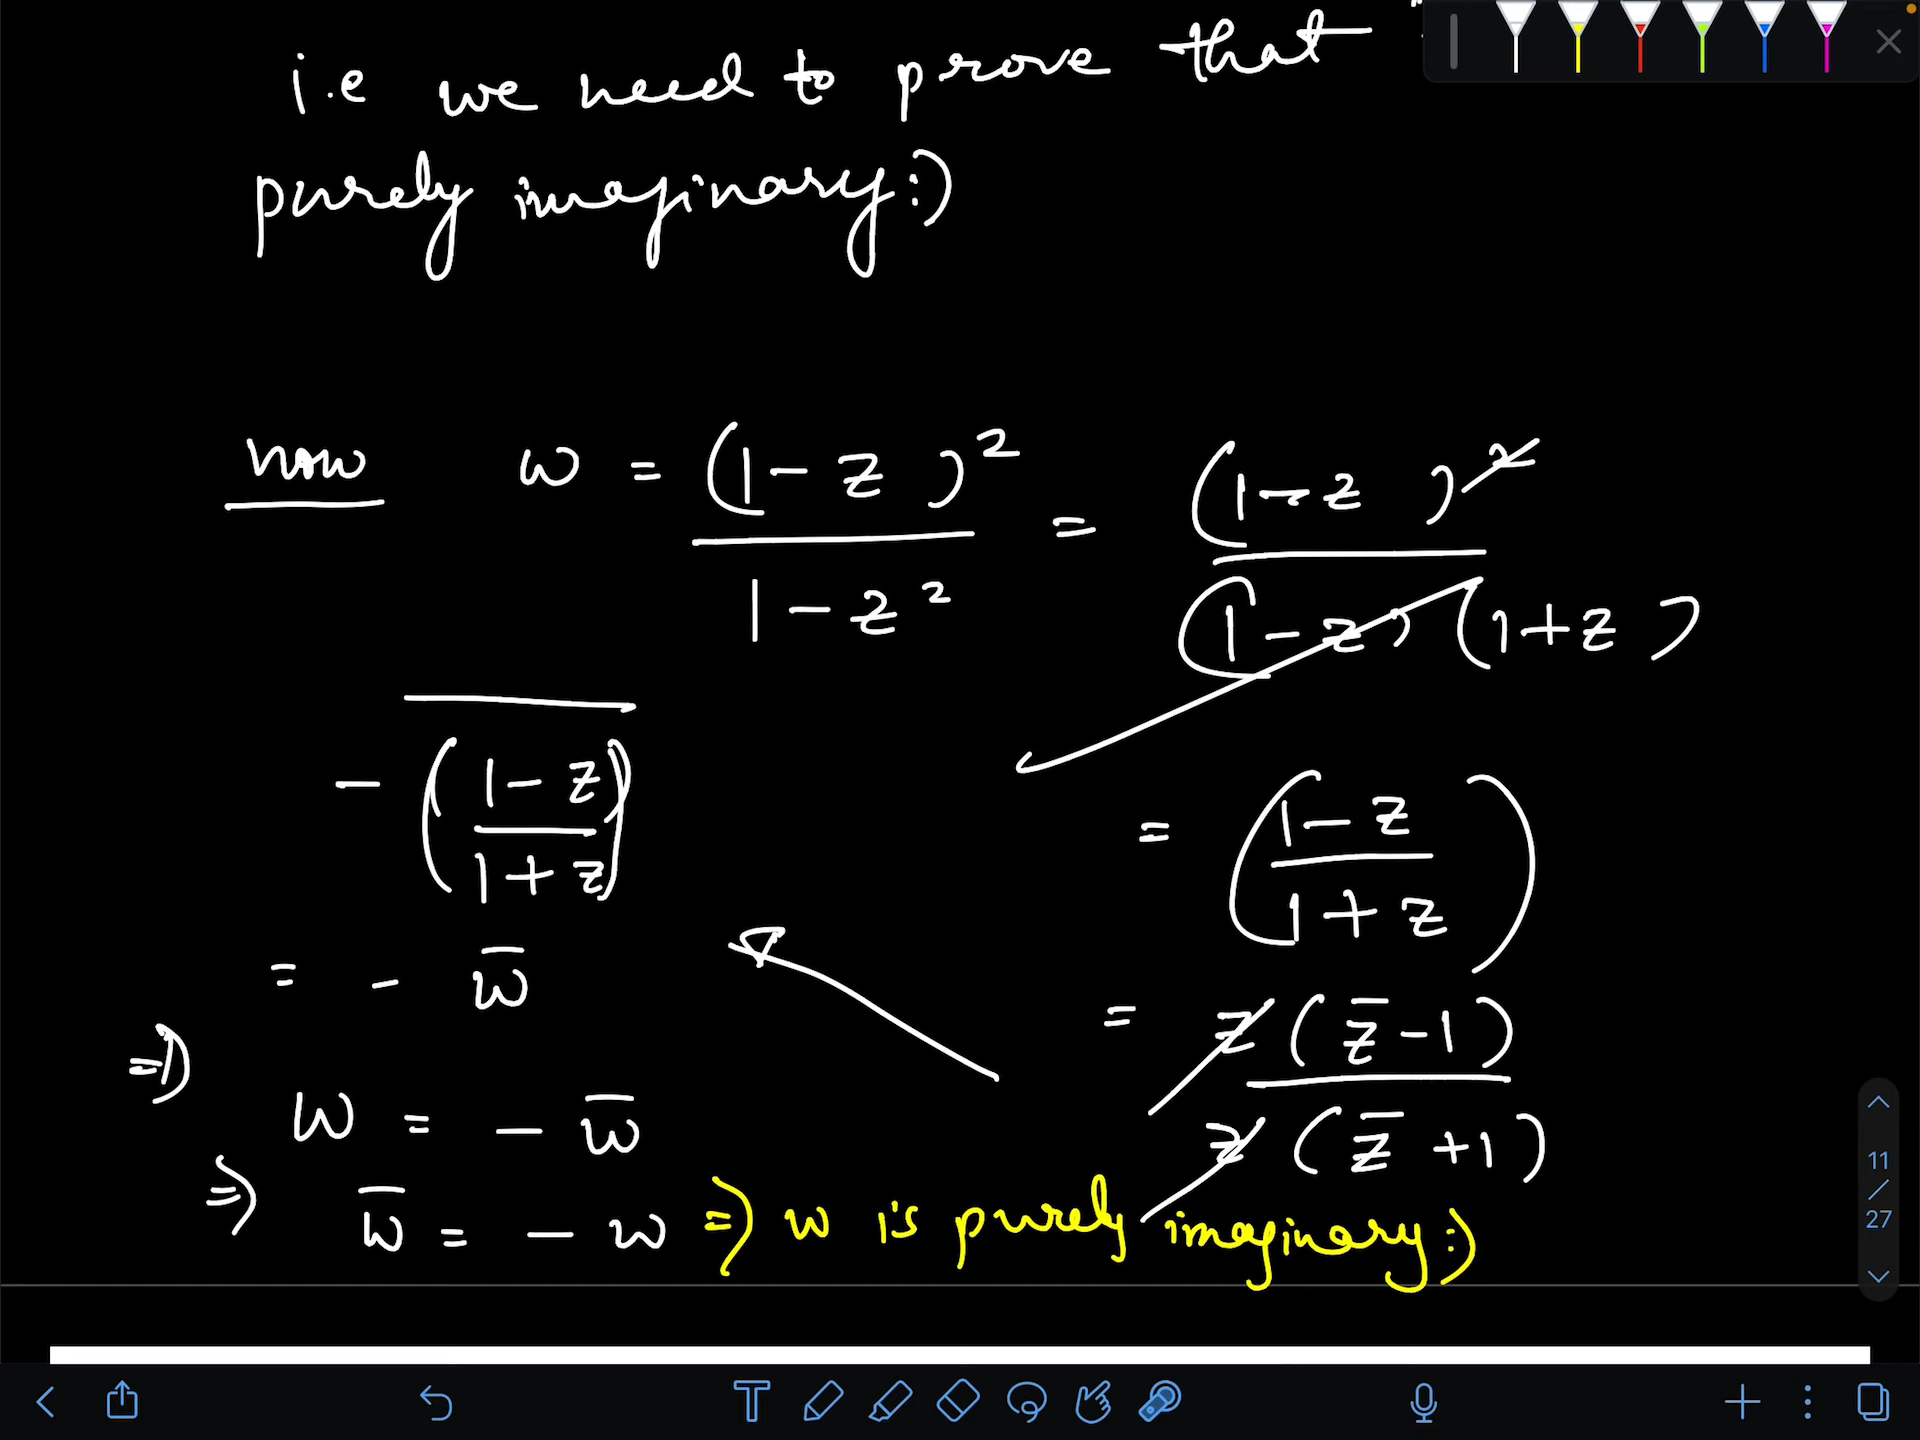 i.e we need to prove that
purely imaginary :)
now w = (1-z)² / 1-z² = (1-z)² / (1-z)(1+z)
= (1-z / 1+z)
= z(z̅-1) / z(z̅+1)
- \overline{(1-z / 1+z)}
= - w̅
=> w = - w̅
=> w̅ = - w => w is purely imaginary :)
11
/
27
T